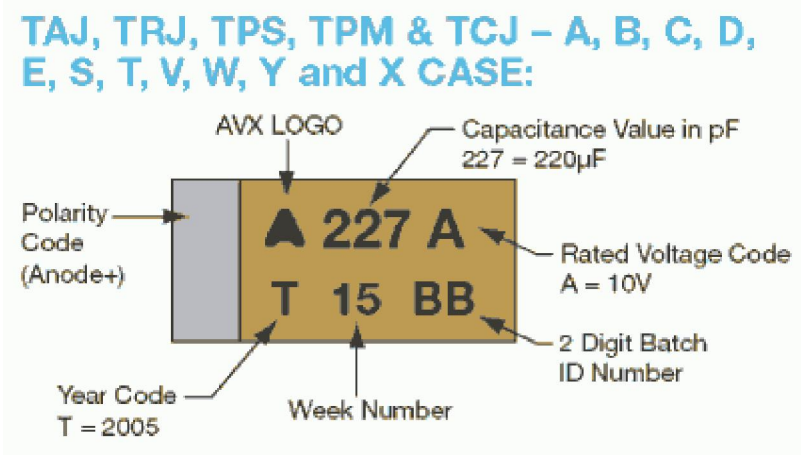 TAJ, TRJ, TPS, TPM & TCJ – A, B, C, D,
E, S, T, V, W, Y and X CASE:
AVX LOGO
Capacitance Value in pF
227 = 220µF
Polarity
Code
(Anode+)
A 227 A
Rated Voltage Code
A = 10V
T 15 BB
2 Digit Batch
ID Number
Year Code
T = 2005
Week Number